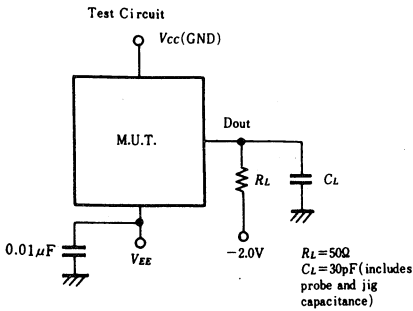 Test Circuit
VCC(GND)
M.U.T.
Dout
RL
CL
0.01μF
VEE
−2.0V
RL=50Ω
CL=30pF(includes
probe and jig
capacitance)